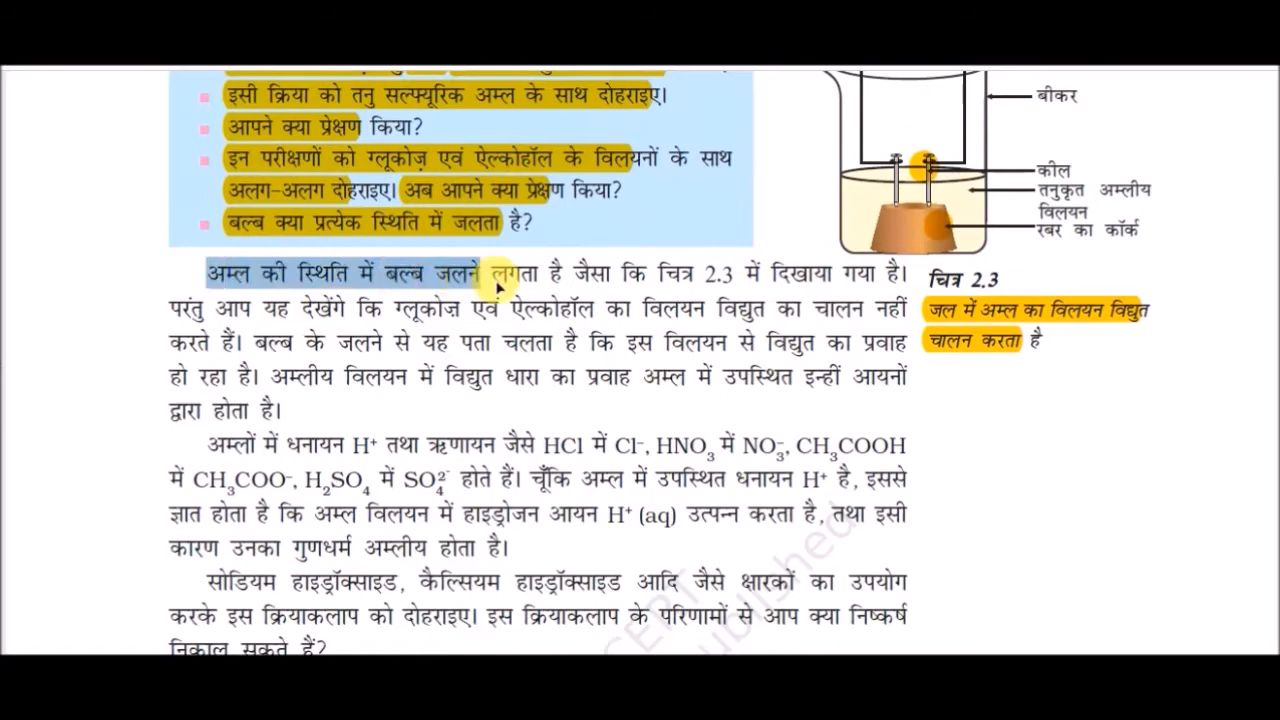 इसी क्रिया को तनु सल्फ्यूरिक अम्ल के साथ दोहराइए।
आपने क्या प्रेक्षण किया?
इन परीक्षणों को ग्लूकोज़ एवं ऐल्कोहॉल के विलयनों के साथ
अलग-अलग दोहराइए। अब आपने क्या प्रेक्षण किया?
बल्ब क्या प्रत्येक स्थिति में जलता है?
बीकर
कील
तनुकृत अम्लीय
विलयन
रबर का कॉर्क
चित्र 2.3
जल में अम्ल का विलयन विद्युत
चालन करता है
अम्ल की स्थिति में बल्ब जलने लगता है जैसा कि चित्र 2.3 में दिखाया गया है।
परंतु आप यह देखेंगे कि ग्लूकोज एवं ऐल्कोहॉल का विलयन विद्युत का चालन नहीं
करते हैं। बल्ब के जलने से यह पता चलता है कि इस विलयन से विद्युत का प्रवाह
हो रहा है। अम्लीय विलयन में विद्युत धारा का प्रवाह अम्ल में उपस्थित इन्हीं आयनों
द्वारा होता है।
अम्लों में धनायन H⁺ तथा ऋणायन जैसे HCl में Cl⁻, HNO₃ में NO₃⁻, CH₃COOH
में CH₃COO⁻, H₂SO₄ में SO₄²⁻ होते हैं। चूँकि अम्ल में उपस्थित धनायन H⁺ है, इससे
ज्ञात होता है कि अम्ल विलयन में हाइड्रोजन आयन H⁺ (aq) उत्पन्न करता है, तथा इसी
कारण उनका गुणधर्म अम्लीय होता है।
सोडियम हाइड्रॉक्साइड, कैल्सियम हाइड्रॉक्साइड आदि जैसे क्षारकों का उपयोग
करके इस क्रियाकलाप को दोहराइए। इस क्रियाकलाप के परिणामों से आप क्या निष्कर्ष
निकाल सकते हैं?